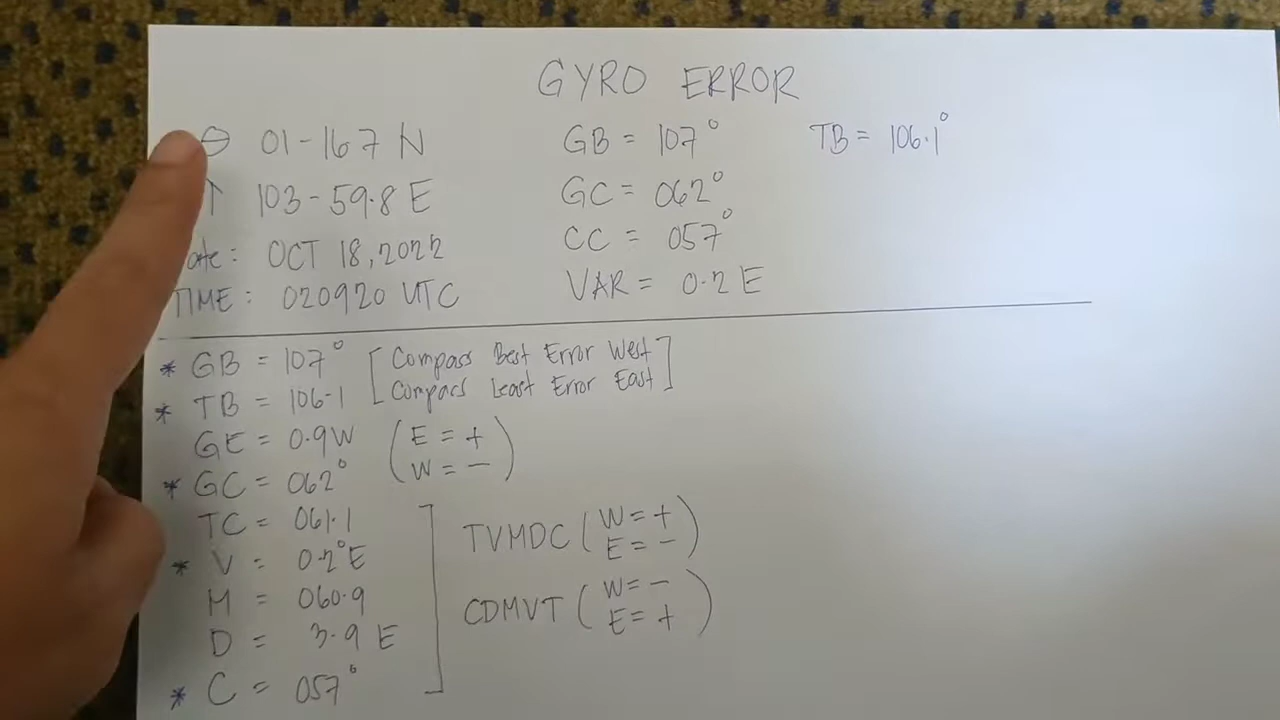 GYRO ERROR
⊖ 01-16.7 N
103-59.8 E
ate: OCT 18, 2022
TIME: 020920 UTC
GB = 107°
GC = 062°
CC = 057°
VAR = 0.2 E
TB = 106.1°
* GB = 107° [Compass Best Error West]
* TB = 106.1 [Compass Least Error East]
GE = 0.9W (E = +
W = -)
* GC = 062°
TC = 061.1
* V = 0.2°E
M = 060.9
D = 3.9 E
* C = 057°
TVMDC (W = +
E = -)
CDMVT (W = -
E = +)